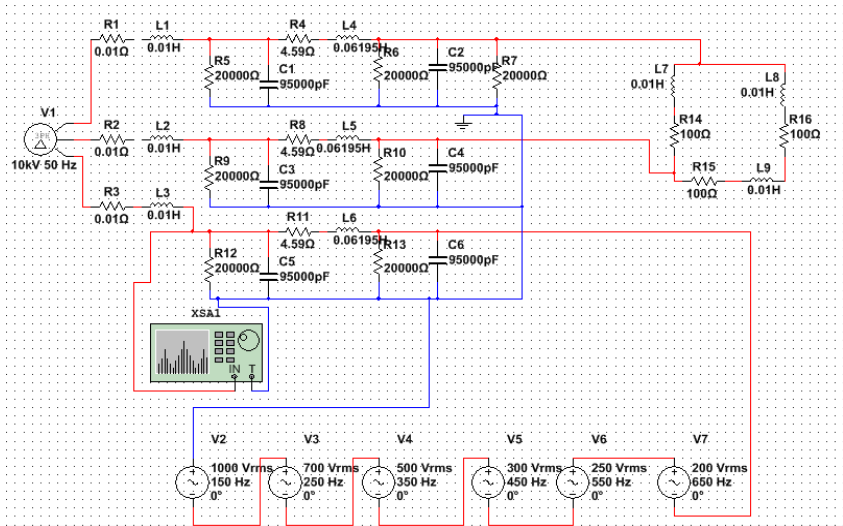 R1
L1
R4
L4
0.01Ω
0.01H
4.59Ω
0.06195H
R5
20000Ω
C1
95000pF
R6
20000Ω
C2
95000pF
R7
20000Ω
L7
0.01H
L8
0.01H
R14
100Ω
R16
100Ω
R15
100Ω
L9
0.01H
V1
3PH
10kV 50 Hz
R2
L2
R8
L5
0.01Ω
0.01H
4.59Ω
0.06195H
R9
20000Ω
C3
95000pF
R10
20000Ω
C4
95000pF
R3
L3
0.01Ω
0.01H
R11
L6
4.59Ω
0.06195H
R12
20000Ω
C5
95000pF
R13
20000Ω
C6
95000pF
XSA1
IN T
V2
1000 Vrms
150 Hz
0°
V3
700 Vrms
250 Hz
0°
V4
500 Vrms
350 Hz
0°
V5
300 Vrms
450 Hz
0°
V6
250 Vrms
550 Hz
0°
V7
200 Vrms
650 Hz
0°